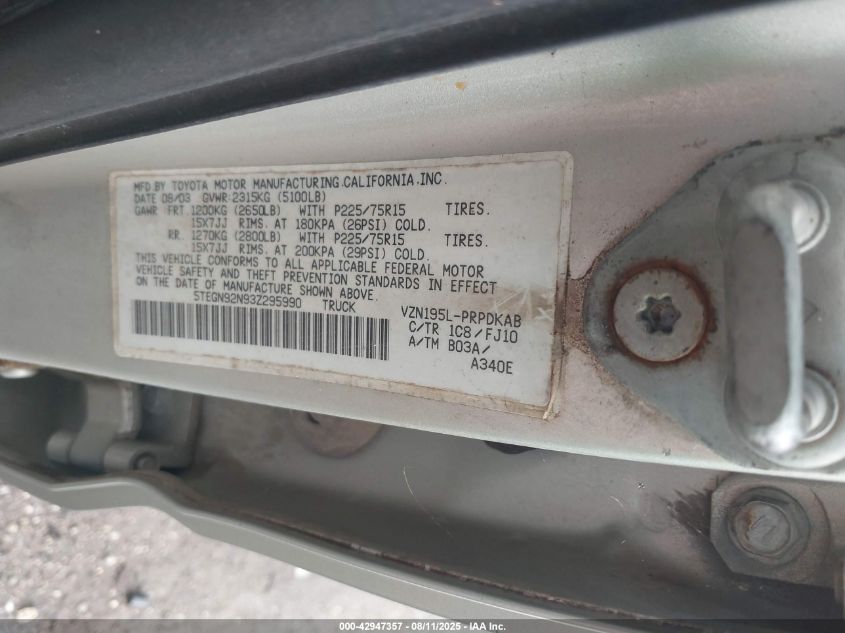 MFD BY TOYOTA MOTOR MANUFACTURING,CALIFORNIA,INC.
DATE 08/03 GVWR:2315KG (5100LB)
GAWR FRT. 1200KG (2650LB) WITH P225/75R15 TIRES.
15X7JJ RIMS. AT 180KPA (26PSI) COLD.
RR. 1270KG (2800LB) WITH P225/75R15 TIRES.
15X7JJ RIMS. AT 200KPA (29PSI) COLD.
THIS VEHICLE CONFORMS TO ALL APPLICABLE FEDERAL MOTOR
VEHICLE SAFETY AND THEFT PREVENTION STANDARDS IN EFFECT
ON THE DATE OF MANUFACTURE SHOWN ABOVE.
5TEGN92N93Z295990 TRUCK VZN195L-PRPDKAB
C/TR 1C8/FJ10
A/TM B03A/
A340E
000-42947357 - 08/11/2025 - IAAI.COM